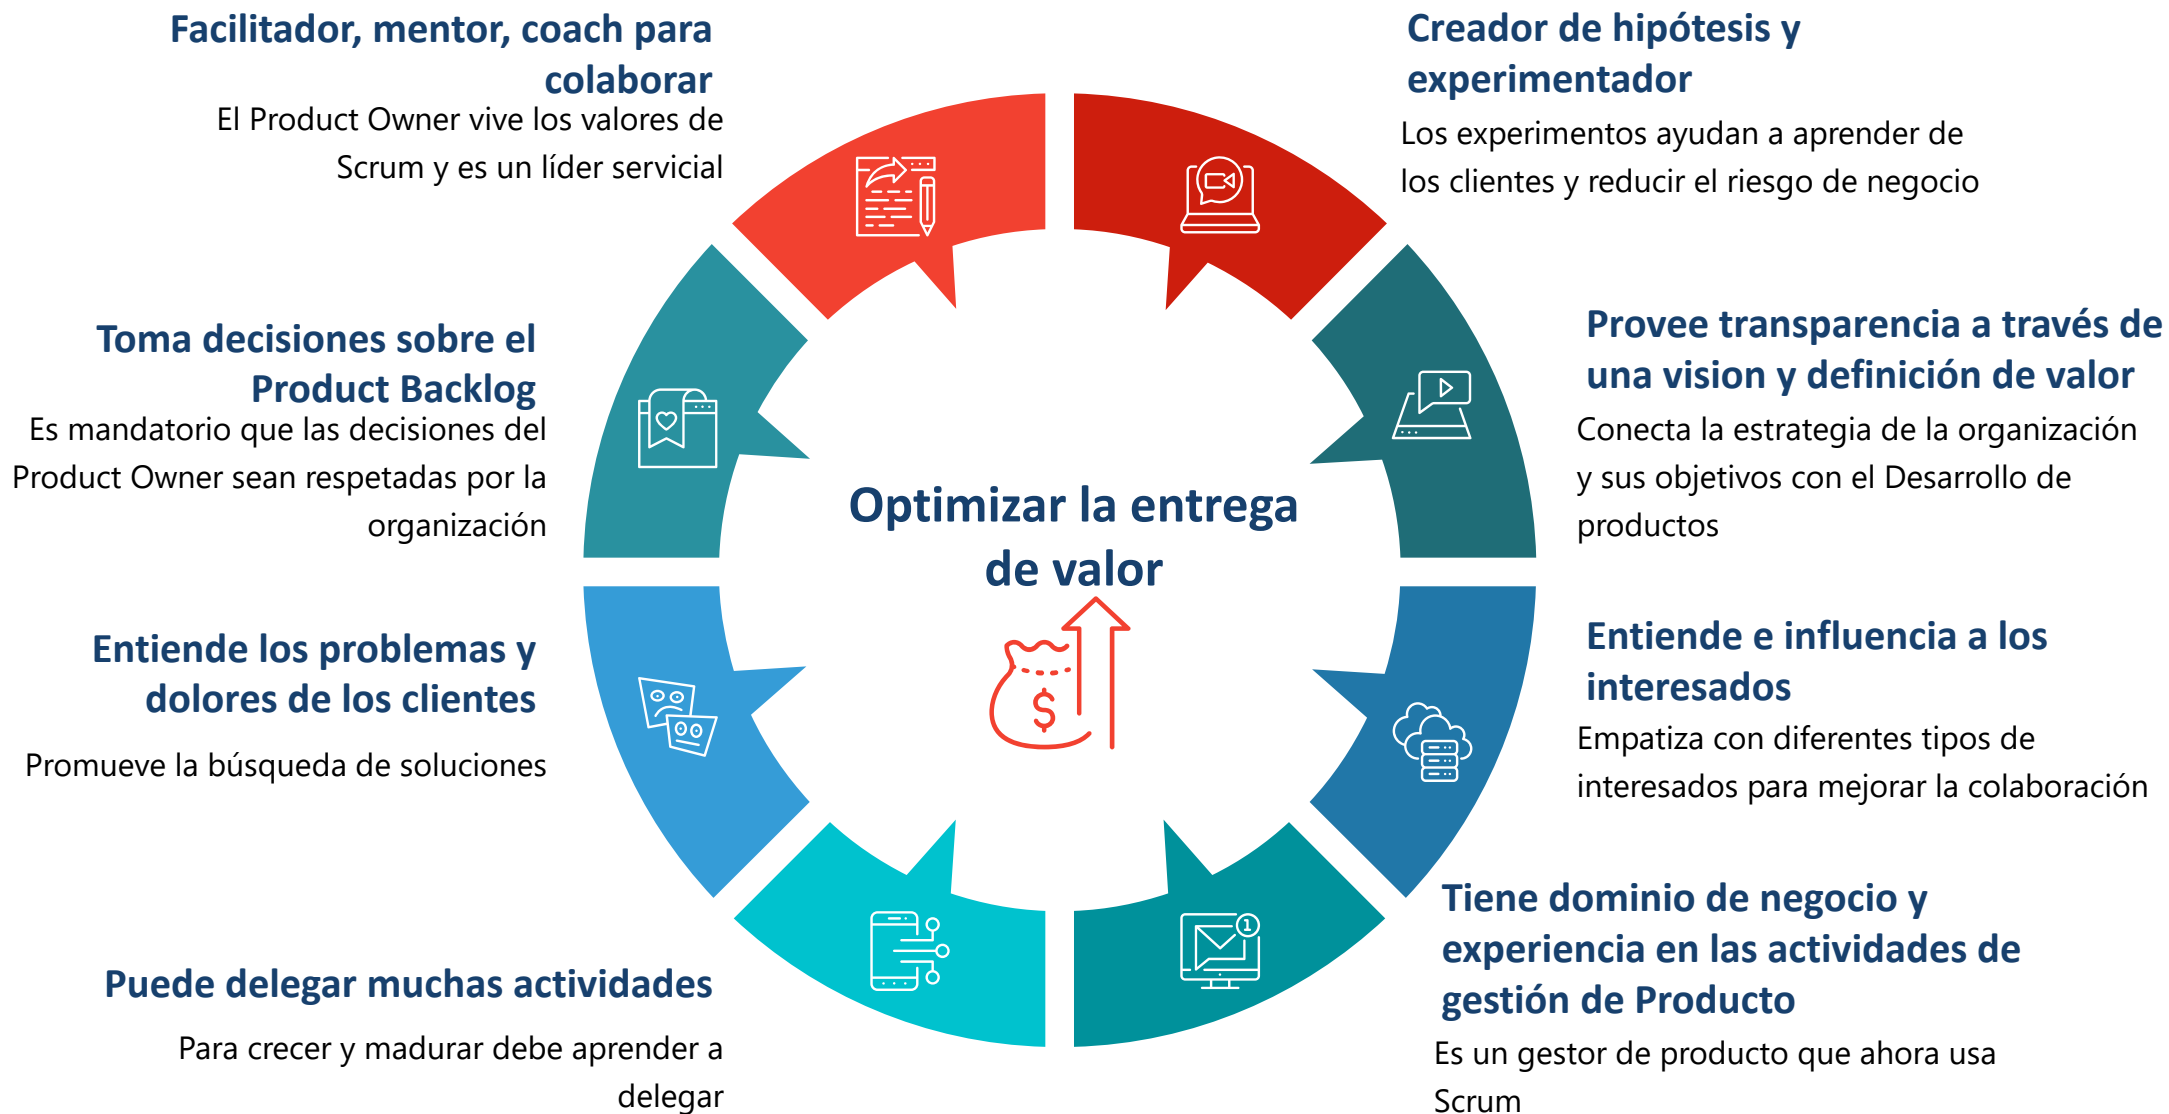 Facilitador, mentor, coach para
colaborar
El Product Owner vive los valores de
Scrum y es un líder servicial
Creador de hipótesis y
experimentador
Los experimentos ayudan a aprender de
los clientes y reducir el riesgo de negocio
Toma decisiones sobre el
Product Backlog
Es mandatorio que las decisiones del
Product Owner sean respetadas por la
organización
Provee transparencia a través de
una vision y definición de valor
Conecta la estrategia de la organización
y sus objetivos con el Desarrollo de
productos
Optimizar la entrega
de valor
$
Entiende los problemas y
dolores de los clientes
Promueve la búsqueda de soluciones
Entiende e influencia a los
interesados
Empatiza con diferentes tipos de
interesados para mejorar la colaboración
Puede delegar muchas actividades
Para crecer y madurar debe aprender a
delegar
1
Tiene dominio de negocio y
experiencia en las actividades de
gestión de Producto
Es un gestor de producto que ahora usa
Scrum